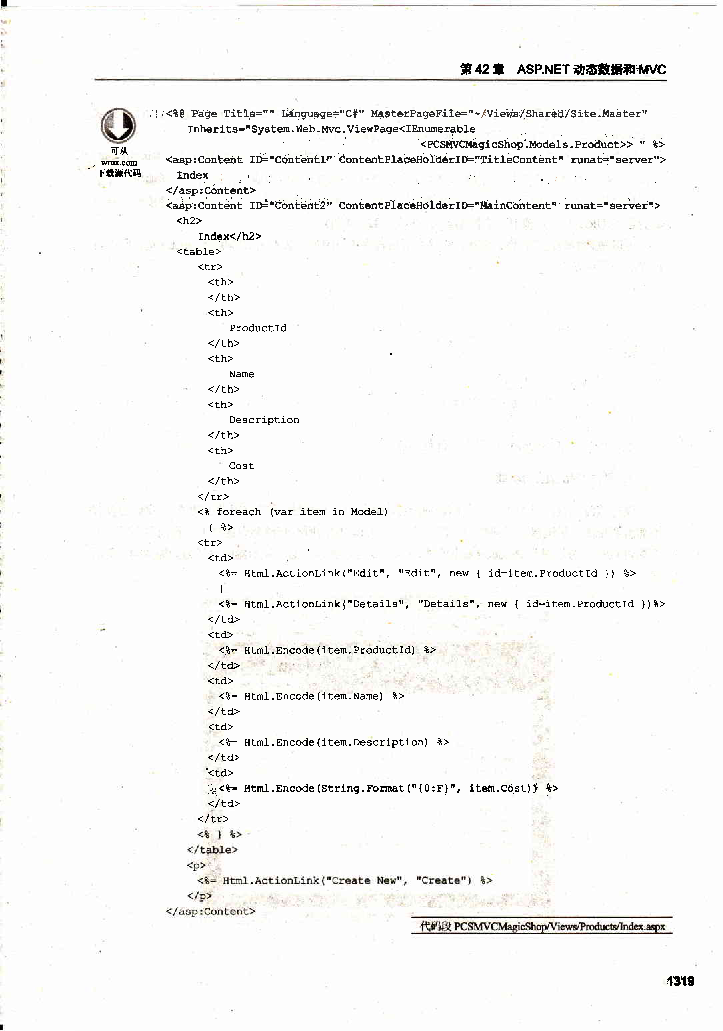 第 42 章 ASP.NET 动态数据和 MVC
<%@ Page Title="" Language="C#" MasterPageFile="~/Views/Shared/Site.Master"
Inherits="System.Web.Mvc.ViewPage<IEnumerable
<PCSMVCMagicShop.Models.Product>> " %>
可从
wrox.com
下载源代码
<asp:Content ID="Content1" ContentPlaceHolderID="TitleContent" runat="server">
Index
</asp:Content>
<asp:Content ID="Content2" ContentPlaceHolderID="MainContent" runat="server">
<h2>
Index</h2>
<table>
<tr>
<th>
</th>
<th>
ProductId
</th>
<th>
Name
</th>
<th>
Description
</th>
<th>
Cost
</th>
</tr>
<% foreach (var item in Model)
{ %>
<tr>
<td>
<%= Html.ActionLink("Edit", "Edit", new { id=item.ProductId }) %>
|
<%= Html.ActionLink("Details", "Details", new { id=item.ProductId })%>
</td>
<td>
<%= Html.Encode(item.ProductId) %>
</td>
<td>
<%= Html.Encode(item.Name) %>
</td>
<td>
<%= Html.Encode(item.Description) %>
</td>
<td>
<%= Html.Encode(String.Format("{0:F}", item.Cost)) %>
</td>
</tr>
<% } %>
</table>
<p>
<%= Html.ActionLink("Create New", "Create") %>
</p>
</asp:Content>
代码段 PCSMVCMagicShop/Views/Products/Index.aspx
1319